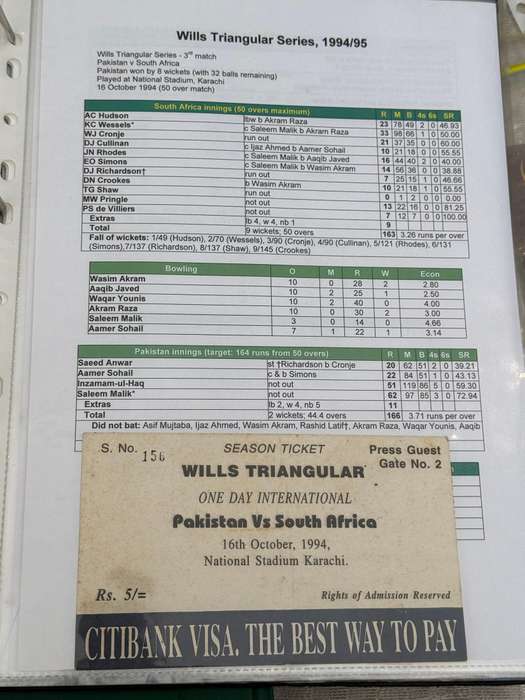 Wills Triangular Series, 1994/95
Wills Triangular Series - 3rd match
Pakistan v South Africa
Pakistan won by 8 wickets (with 32 balls remaining)
Played at National Stadium, Karachi
16 October 1994 (50 over match)
South Africa innings (50 overs maximum) R M B 4s 6s SR
AC Hudson lbw b Akram Raza 23 78 49 2 0 46.93
KC Wessels* c Saleem Malik b Akram Raza 33 98 66 1 0 50.00
WJ Cronje run out 21 37 35 0 0 60.00
DJ Cullinan c Ijaz Ahmed b Aamer Sohail 10 21 18 0 0 55.55
JN Rhodes c Saleem Malik b Aaqib Javed 16 44 40 2 0 40.00
EO Simons c Saleem Malik b Wasim Akram 14 56 36 0 0 38.88
DJ Richardson† run out 7 25 15 1 0 46.66
DN Crookes b Wasim Akram 10 21 18 1 0 55.55
TG Shaw run out 0 1 2 0 0 0.00
MW Pringle not out 13 22 16 0 0 81.25
PS de Villiers not out 7 12 7 0 0 100.00
Extras lb 4, w 4, nb 1 9
Total 9 wickets; 50 overs 163 3.26 runs per over
Fall of wickets: 1/49 (Hudson), 2/70 (Wessels), 3/90 (Cronje), 4/90 (Cullinan), 5/121 (Rhodes), 6/131
(Simons),7/137 (Richardson), 8/137 (Shaw), 9/145 (Crookes)
Bowling O M R W Econ
Wasim Akram 10 0 28 2 2.80
Aaqib Javed 10 2 25 1 2.50
Waqar Younis 10 2 40 0 4.00
Akram Raza 10 0 30 2 3.00
Saleem Malik 3 0 14 0 4.66
Aamer Sohail 7 1 22 1 3.14
Pakistan innings (target: 164 runs from 50 overs) R M B 4s 6s SR
Saeed Anwar st †Richardson b Cronje 20 62 51 2 0 39.21
Aamer Sohail c & b Simons 22 84 51 1 0 43.13
Inzamam-ul-Haq not out 51 119 86 5 0 59.30
Saleem Malik* not out 62 97 85 3 0 72.94
Extras lb 2, w 4, nb 5 11
Total 2 wickets; 44.4 overs 166 3.71 runs per over
Did not bat: Asif Mujtaba, Ijaz Ahmed, Wasim Akram, Rashid Latif†, Akram Raza, Waqar Younis, Aaqib
S. No. 156 SEASON TICKET Press Guest
Gate No. 2
WILLS TRIANGULAR
ONE DAY INTERNATIONAL
Pakistan Vs South Africa
16th October, 1994,
National Stadium Karachi.
Rs. 5/= Rights of Admission Reserved
CITIBANK VISA. THE BEST WAY TO PAY